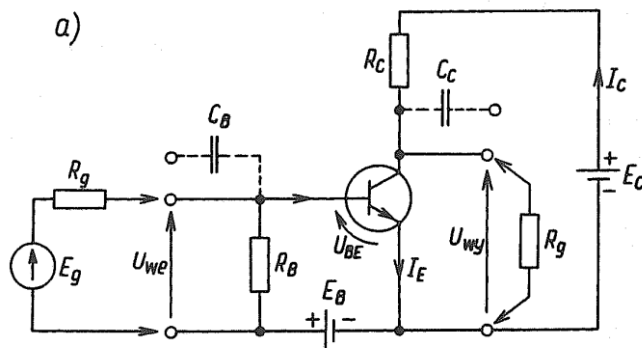 a)
R_C
C_C
I_C
C_B
R_g
+
E_C
-
U_we
R_B
U_BE
I_E
U_wy
R_g
E_g
E_B
+ -